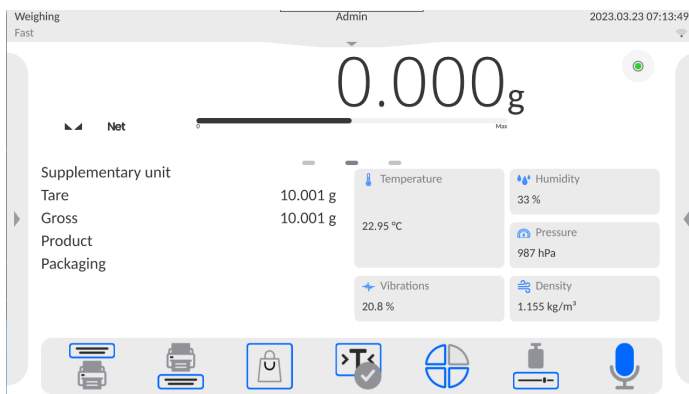 Weighing Admin 2023.03.23 07:13:49
Fast
0.000 g
Net 0 Max
Supplementary unit
Tare 10.001 g
Gross 10.001 g
Product
Packaging
Temperature
22.95 °C
Humidity
33 %
Pressure
987 hPa
Vibrations
20.8 %
Density
1.155 kg/m³
>T<